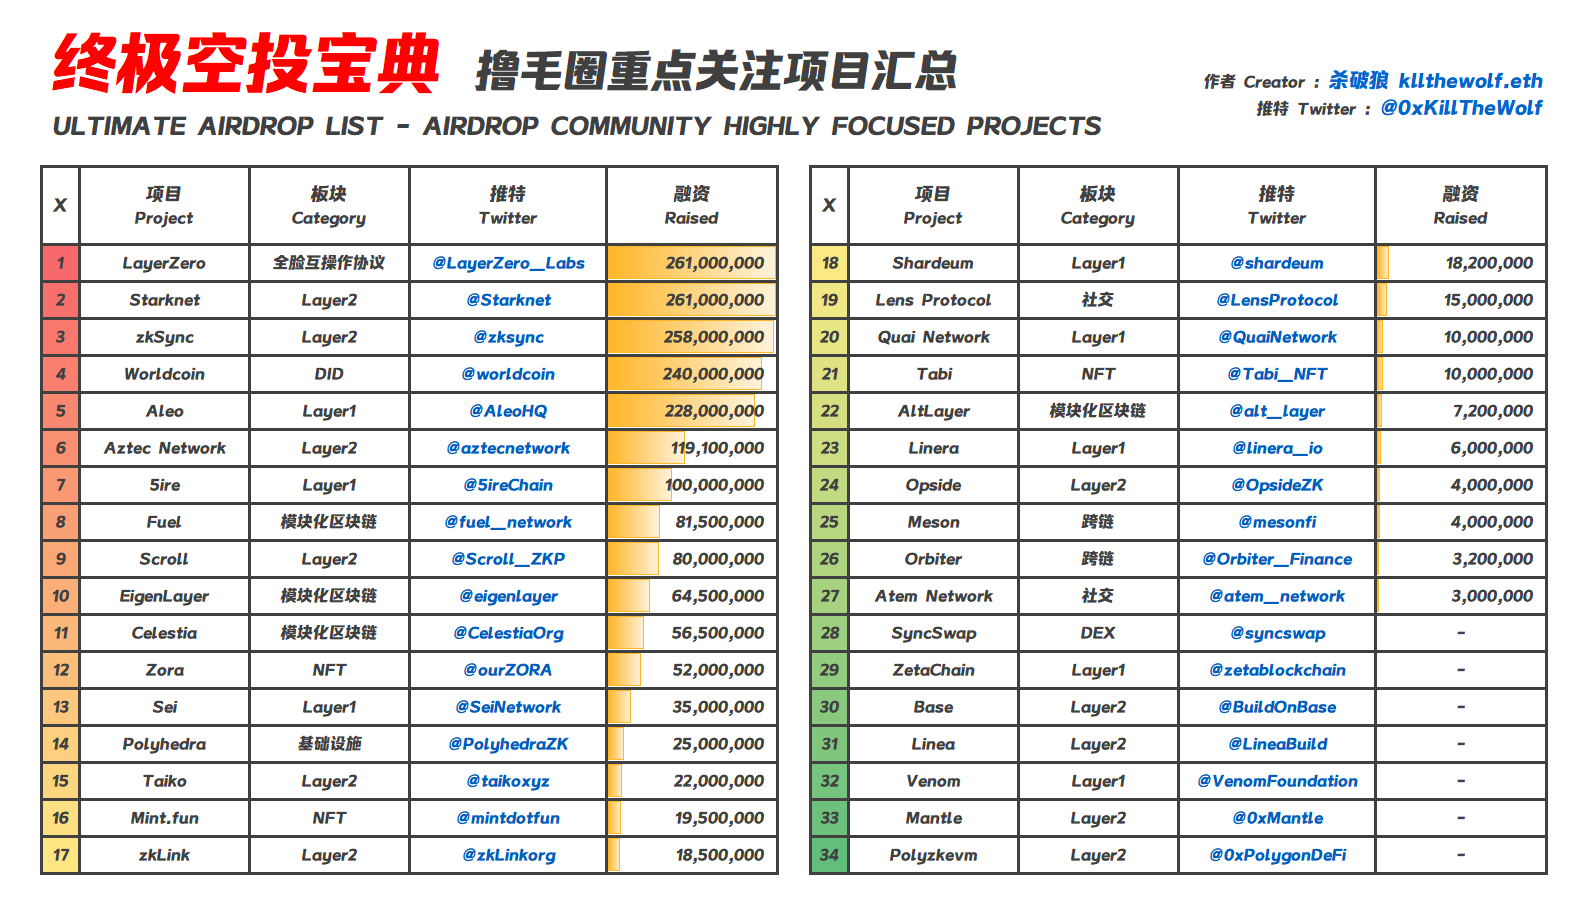 终极空投宝典 撸毛圈重点关注项目汇总
ULTIMATE AIRDROP LIST - AIRDROP COMMUNITY HIGHLY FOCUSED PROJECTS
作者 Creator : 杀破狼 kllthewolf.eth
推特 Twitter : @0xKillTheWolf
X 项目 Project 板块 Category 推特 Twitter 融资 Raised
1 LayerZero 全脸互操作协议 @LayerZero__Labs 261,000,000
2 Starknet Layer2 @Starknet 261,000,000
3 zkSync Layer2 @zksync 258,000,000
4 Worldcoin DID @worldcoin 240,000,000
5 Aleo Layer1 @AleoHQ 228,000,000
6 Aztec Network Layer2 @aztecnetwork 119,100,000
7 5ire Layer1 @5ireChain 100,000,000
8 Fuel 模块化区块链 @fuel__network 81,500,000
9 Scroll Layer2 @Scroll__ZKP 80,000,000
10 EigenLayer 模块化区块链 @eigenlayer 64,500,000
11 Celestia 模块化区块链 @CelestiaOrg 56,500,000
12 Zora NFT @ourZORA 52,000,000
13 Sei Layer1 @SeiNetwork 35,000,000
14 Polyhedra 基础设施 @PolyhedraZK 25,000,000
15 Taiko Layer2 @taikoxyz 22,000,000
16 Mint.fun NFT @mintdotfun 19,500,000
17 zkLink Layer2 @zkLinkorg 18,500,000
X 项目 Project 板块 Category 推特 Twitter 融资 Raised
18 Shardeum Layer1 @shardeum 18,200,000
19 Lens Protocol 社交 @LensProtocol 15,000,000
20 Quai Network Layer1 @QuaiNetwork 10,000,000
21 Tabi NFT @Tabi__NFT 10,000,000
22 AltLayer 模块化区块链 @alt__layer 7,200,000
23 Linera Layer1 @linera__io 6,000,000
24 Opside Layer2 @OpsideZK 4,000,000
25 Meson 跨链 @mesonfi 4,000,000
26 Orbiter 跨链 @Orbiter__Finance 3,200,000
27 Atem Network 社交 @atem__network 3,000,000
28 SyncSwap DEX @syncswap -
29 ZetaChain Layer1 @zetablockchain -
30 Base Layer2 @BuildOnBase -
31 Linea Layer2 @LineaBuild -
32 Venom Layer1 @VenomFoundation -
33 Mantle Layer2 @0xMantle -
34 Polyzkevm Layer2 @0xPolygonDeFi -